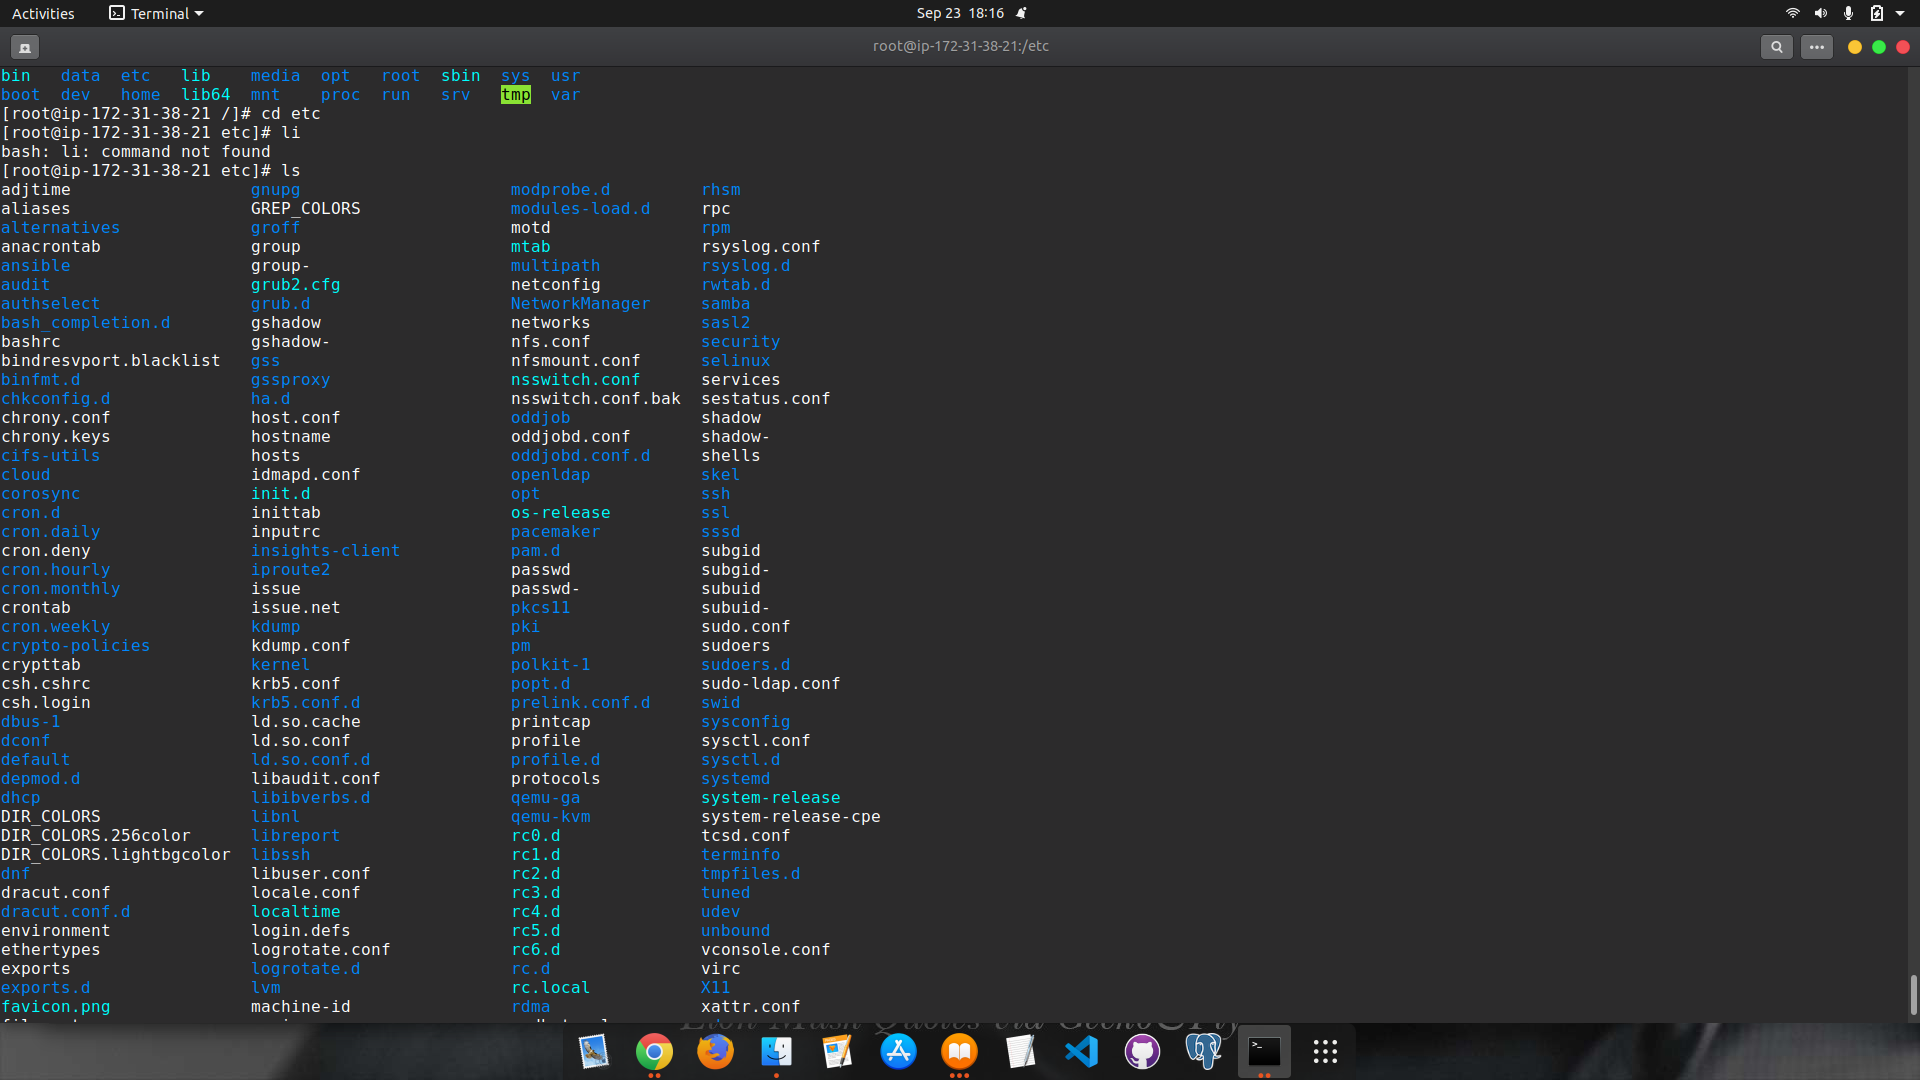 Activities Terminal Sep 23 18:16
root@ip-172-31-38-21:/etc
bin data etc lib media opt root sbin sys usr
boot dev home lib64 mnt proc run srv tmp var
[root@ip-172-31-38-21 /]# cd etc
[root@ip-172-31-38-21 etc]# li
bash: li: command not found
[root@ip-172-31-38-21 etc]# ls
adjtime gnupg modprobe.d rhsm
aliases GREP_COLORS modules-load.d rpc
alternatives groff motd rpm
anacrontab group mtab rsyslog.conf
ansible group- multipath rsyslog.d
audit grub2.cfg netconfig rwtab.d
authselect grub.d NetworkManager samba
bash_completion.d gshadow networks sasl2
bashrc gshadow- nfs.conf security
bindresvport.blacklist gss nfsmount.conf selinux
binfmt.d gssproxy nsswitch.conf services
chkconfig.d ha.d nsswitch.conf.bak sestatus.conf
chrony.conf host.conf oddjob shadow
chrony.keys hostname oddjobd.conf shadow-
cifs-utils hosts oddjobd.conf.d shells
cloud idmapd.conf openldap skel
corosync init.d opt ssh
cron.d inittab os-release ssl
cron.daily inputrc pacemaker sssd
cron.deny insights-client pam.d subgid
cron.hourly iproute2 passwd subgid-
cron.monthly issue passwd- subuid
crontab issue.net pkcs11 subuid-
cron.weekly kdump pki sudo.conf
crypto-policies kdump.conf pm sudoers
crypttab kernel polkit-1 sudoers.d
csh.cshrc krb5.conf popt.d sudo-ldap.conf
csh.login krb5.conf.d prelink.conf.d swid
dbus-1 ld.so.cache printcap sysconfig
dconf ld.so.conf profile sysctl.conf
default ld.so.conf.d profile.d sysctl.d
depmod.d libaudit.conf protocols systemd
dhcp libibverbs.d qemu-ga system-release
DIR_COLORS libnl qemu-kvm system-release-cpe
DIR_COLORS.256color libreport rc0.d tcsd.conf
DIR_COLORS.lightbgcolor libssh rc1.d terminfo
dnf libuser.conf rc2.d tmpfiles.d
dracut.conf locale.conf rc3.d tuned
dracut.conf.d localtime rc4.d udev
environment login.defs rc5.d unbound
ethertypes logrotate.conf rc6.d vconsole.conf
exports logrotate.d rc.d virc
exports.d lvm rc.local X11
favicon.png machine-id rdma xattr.conf